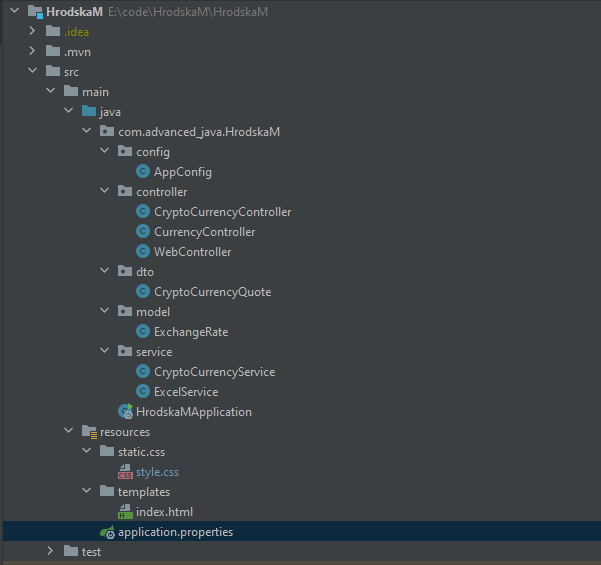 HrodskaM E:\code\HrodskaM\HrodskaM
.idea
.mvn
src
main
java
com.advanced_java.HrodskaM
config
C AppConfig
controller
C CryptoCurrencyController
C CurrencyController
C WebController
dto
C CryptoCurrencyQuote
model
C ExchangeRate
service
C CryptoCurrencyService
C ExcelService
HrodskaMApplication
resources
static.css
CSS style.css
templates
H index.html
application.properties
test